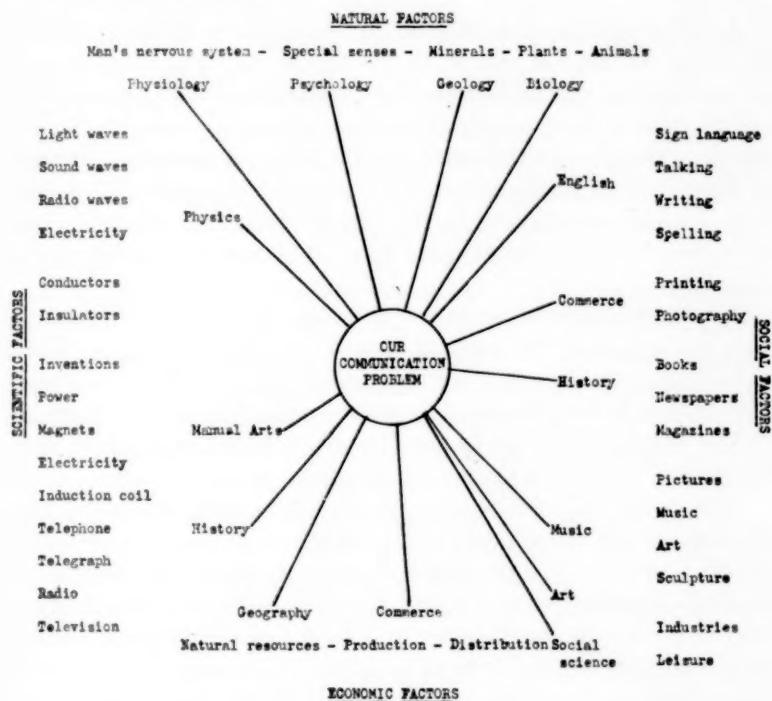 NATURAL FACTORS
Man's nervous system - Special senses - Minerals - Plants - Animals
Physiology Psychology Geology Biology
Light waves
Sound waves
Radio waves
Electricity
Conductors
Insulators
Inventions
Power
Magnets
Electricity
Induction coil
Telephone
Telegraph
Radio
Television
SCIENTIFIC FACTORS
Physics
Manual Arts
History
OUR
COMMUNICATION
PROBLEM
English
Commerce
History
Music
Art
Social
science
Sign language
Talking
Writing
Spelling
Printing
Photography
Books
Newspapers
Magazines
Pictures
Music
Art
Sculpture
Industries
Leisure
SOCIAL FACTORS
Geography Commerce
Natural resources - Production - Distribution
ECONOMIC FACTORS